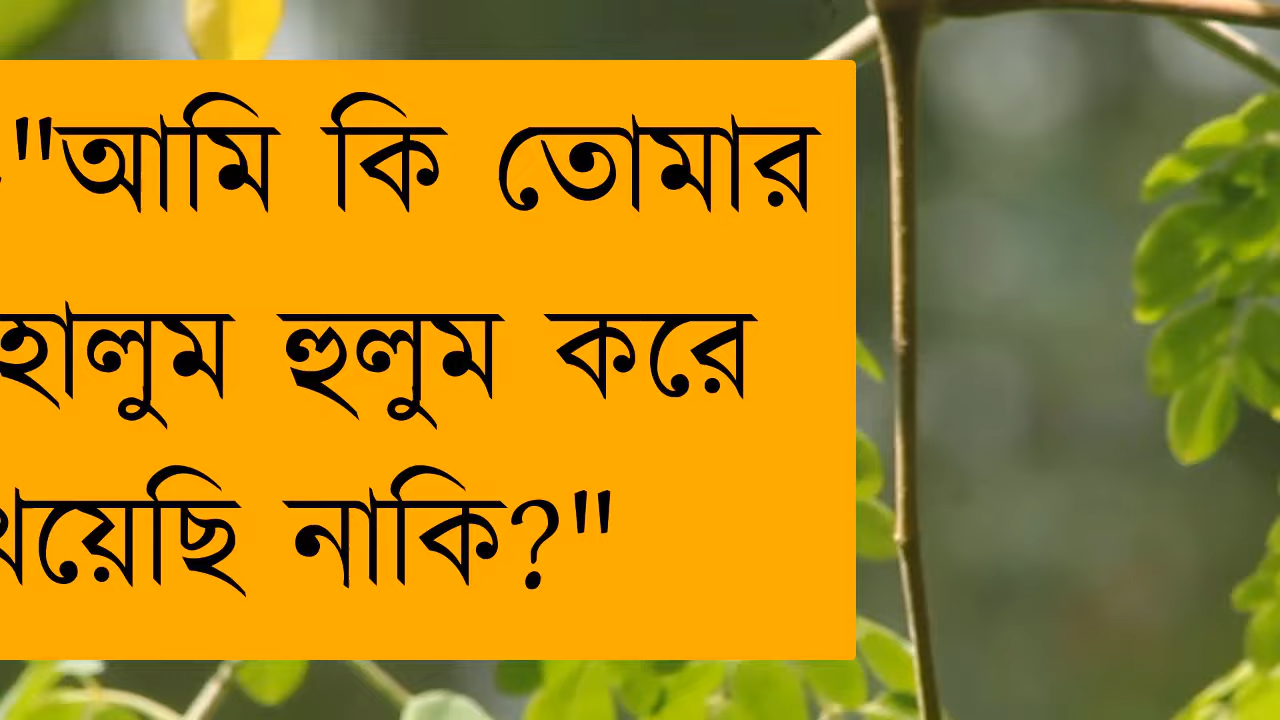 "আমি কি তোমার
হালুম হুলুম করে
খেয়েছি নাকি?"